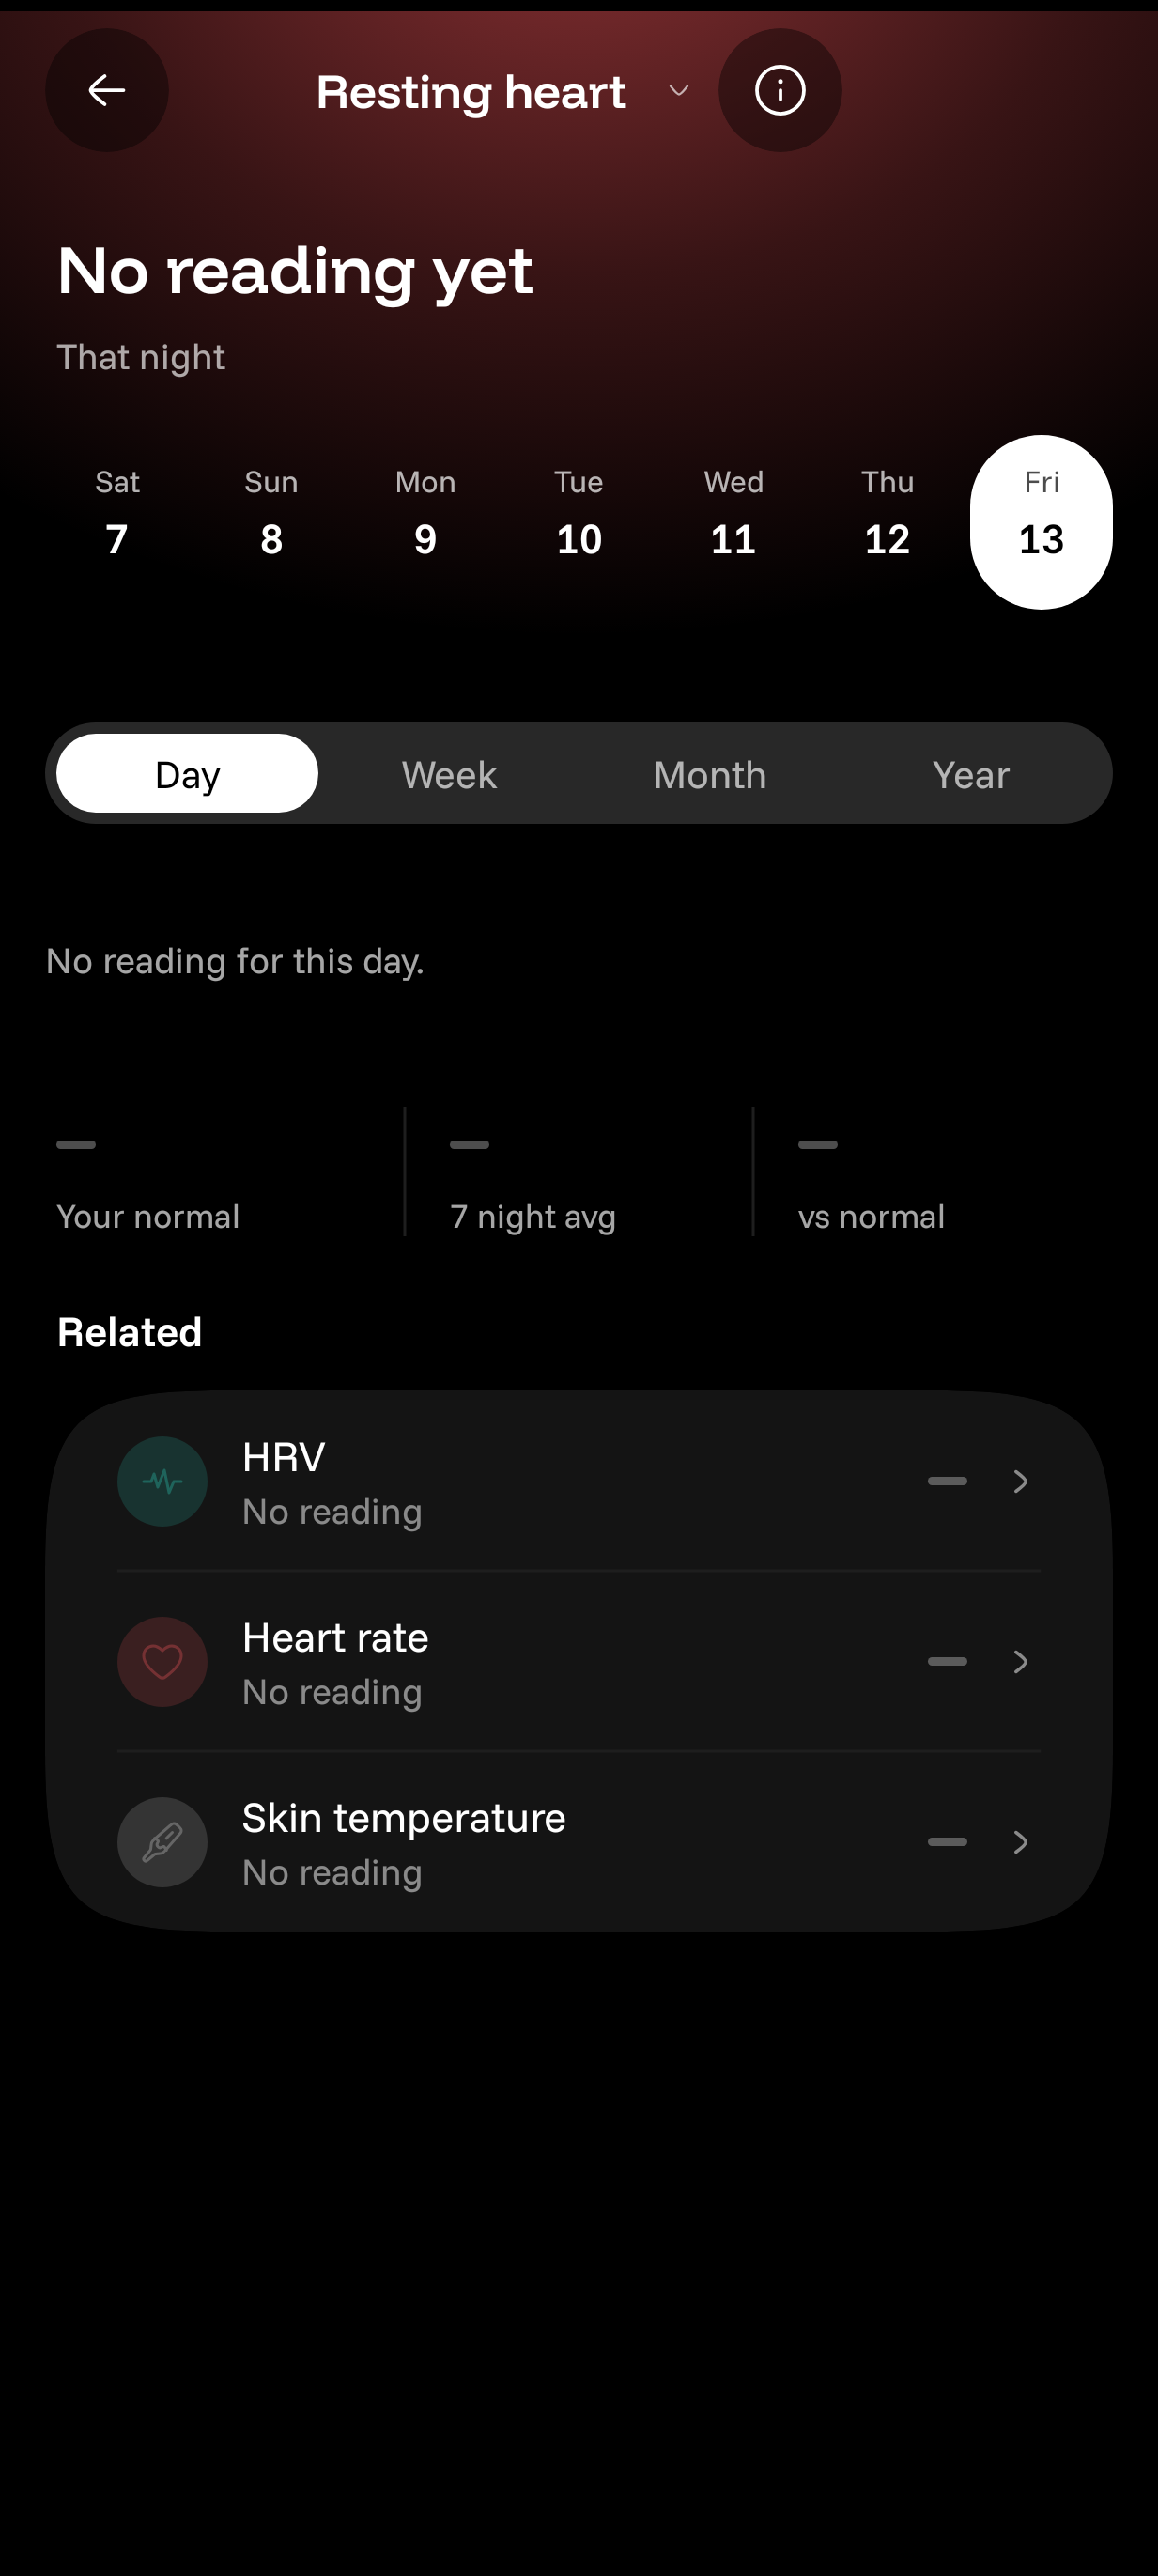 Resting heart
No reading yet
That night
Sat Sun Mon Tue Wed Thu Fri
7 8 9 10 11 12 13
Day Week Month Year
No reading for this day.
Your normal 7 night avg vs normal
Related
HRV
No reading
Heart rate
No reading
Skin temperature
No reading